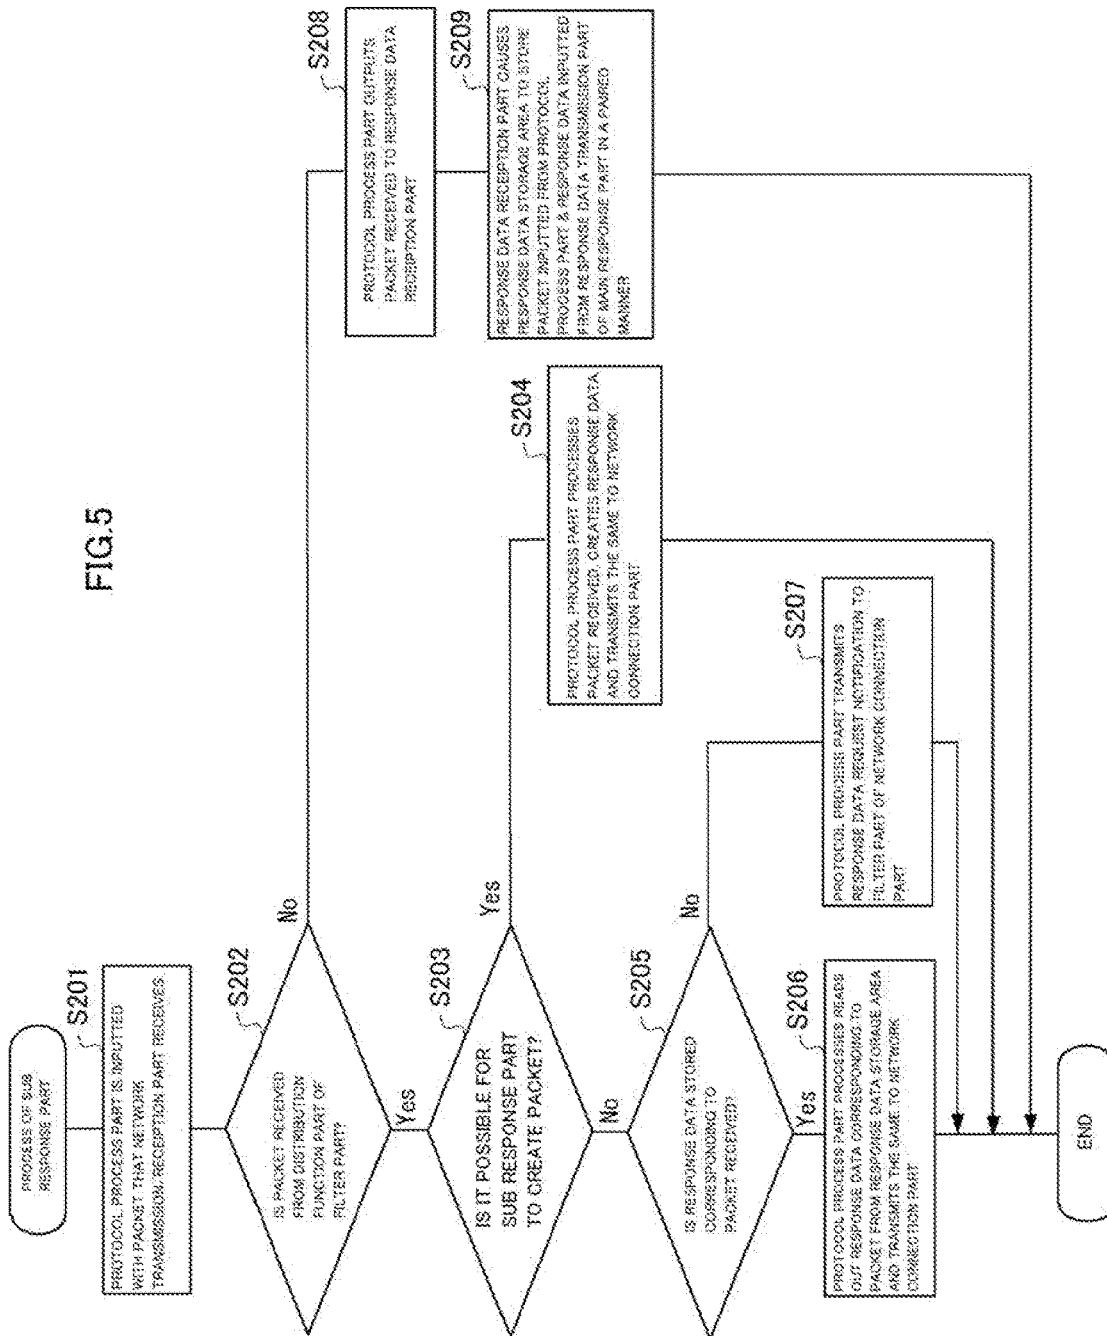 FIG.5
PROCESS OF SUB
RESPONSE PART
S201
PROTOCOL PROCESS PART IS INPUTTED
WITH PACKET THAT NETWORK
TRANSMISSION/RECEIPTION PART RECEIVES
S202
IS PACKET RECEIVED
FROM DISTRIBUTION
FUNCTION PART OF
FILTER PART?
No
Yes
S203
IS IT POSSIBLE FOR
SUB RESPONSE PART
TO CREATE PACKET?
Yes
No
S204
PROTOCOL PROCESS PART PROCESSES
PACKET RECEIVED, CREATES RESPONSE DATA,
AND TRANSMITS THE SAME TO NETWORK
CONNECTION PART
S205
IS RESPONSE DATA STORED
CORRESPONDING TO
PACKET RECEIVED?
No
Yes
S206
PROTOCOL PROCESS PART PROCESSES READS
OUT RESPONSE DATA CORRESPONDING TO
PACKET FROM RESPONSE DATA STORAGE AREA
AND TRANSMITS THE SAME TO NETWORK
CONNECTION PART
S207
PROTOCOL PROCESS PART TRANSMITS
RESPONSE DATA REQUEST NOTIFICATION TO
FILTER PART OF NETWORK CONNECTION
PART
S208
PROTOCOL PROCESS PART OUTPUTS
PACKET RECEIVED TO RESPONSE DATA
RECEIPTION PART
S209
RESPONSE DATA RECEIPTION PART CAUSES
RESPONSE DATA STORAGE AREA TO STORE
PACKET INPUTTED FROM PROTOCOL
PROCESS PART & RESPONSE DATA INPUTTED
FROM RESPONSE DATA TRANSMISSION PART
OF MAIN RESPONSE PART IN A PAIRED
MANNER
END